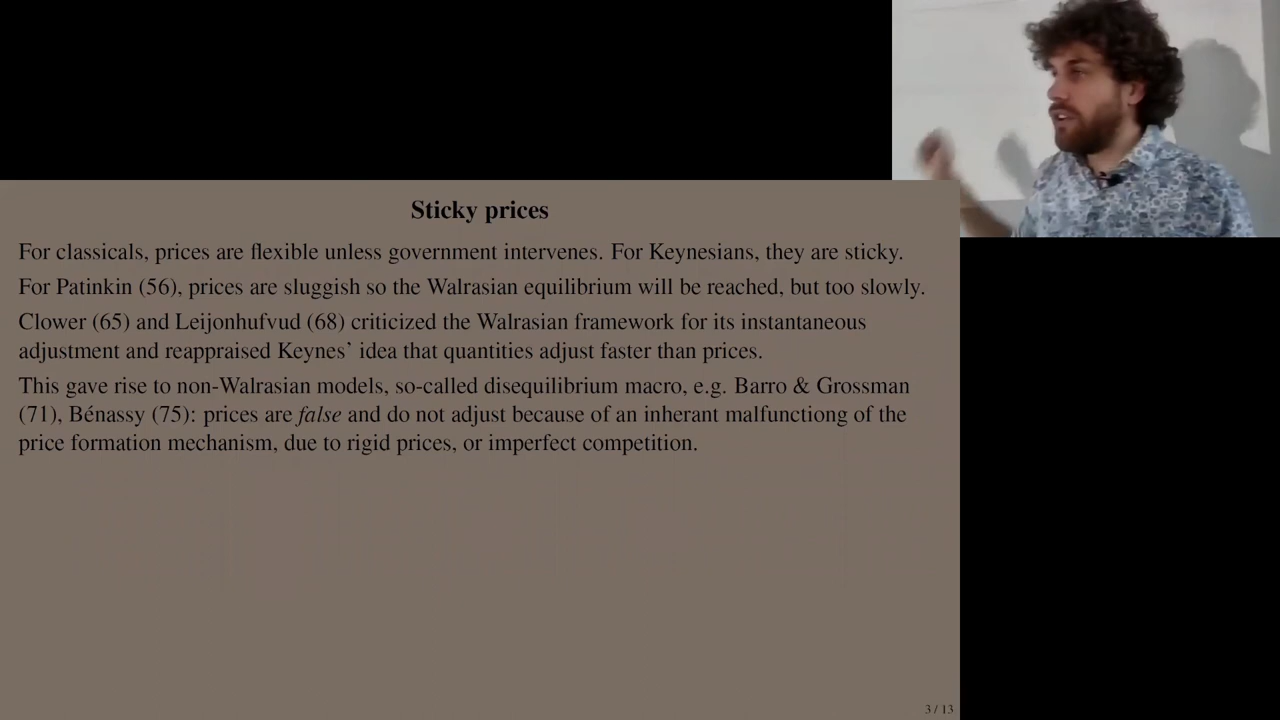 Sticky prices
For classicals, prices are flexible unless government intervenes. For Keynesians, they are sticky.
For Patinkin (56), prices are sluggish so the Walrasian equilibrium will be reached, but too slowly.
Clower (65) and Leijonhufvud (68) criticized the Walrasian framework for its instantaneous
adjustment and reappraised Keynes' idea that quantities adjust faster than prices.
This gave rise to non-Walrasian models, so-called disequilibrium macro, e.g. Barro & Grossman
(71), Bénassy (75): prices are false and do not adjust because of an inherant malfunctiong of the
price formation mechanism, due to rigid prices, or imperfect competition.
3 / 13